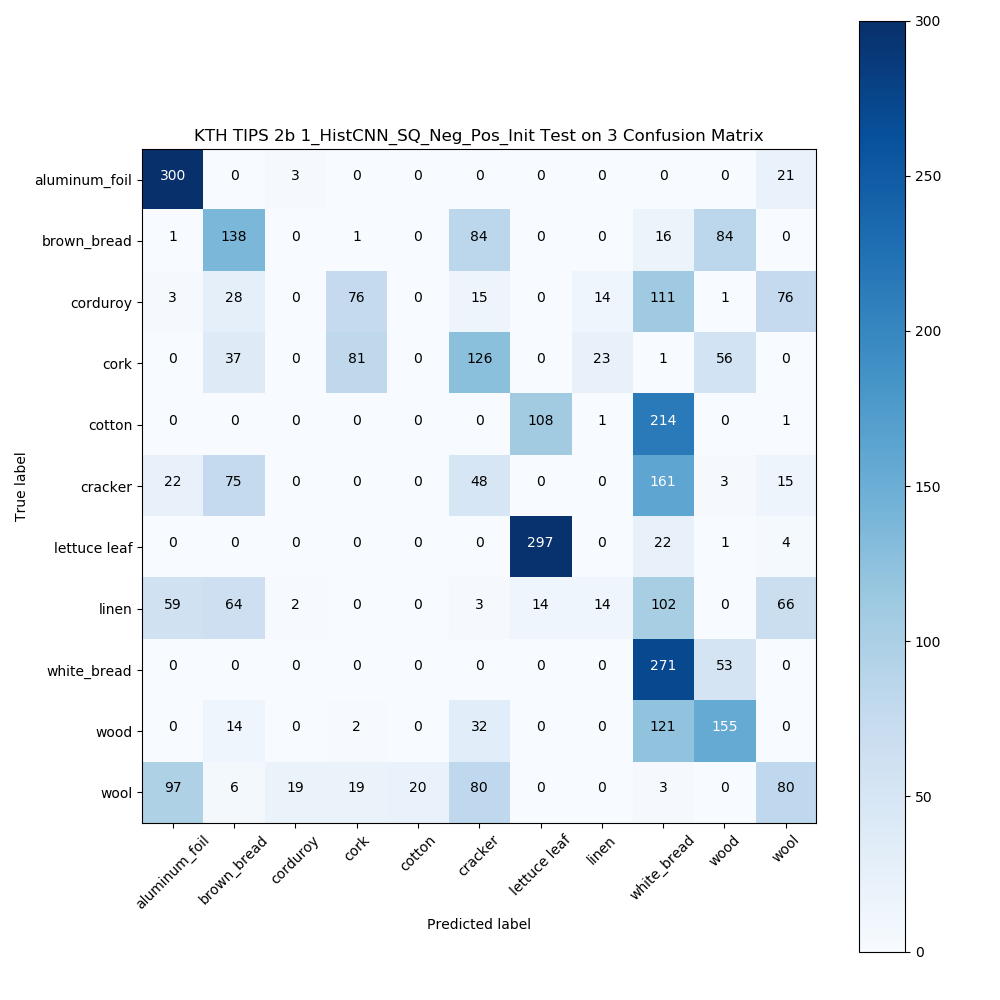 KTH TIPS 2b 1_HistCNN_SQ_Neg_Pos_Init Test on 3 Confusion Matrix
True label
aluminum_foil 300 0 3 0 0 0 0 0 0 0 21
brown_bread 1 138 0 1 0 84 0 0 16 84 0
corduroy 3 28 0 76 0 15 0 14 111 1 76
cork 0 37 0 81 0 126 0 23 1 56 0
cotton 0 0 0 0 0 0 108 1 214 0 1
cracker 22 75 0 0 0 48 0 0 161 3 15
lettuce leaf 0 0 0 0 0 0 297 0 22 1 4
linen 59 64 2 0 0 3 14 14 102 0 66
white_bread 0 0 0 0 0 0 0 0 271 53 0
wood 0 14 0 2 0 32 0 0 121 155 0
wool 97 6 19 19 20 80 0 0 3 0 80
aluminum_foil brown_bread corduroy cork cotton cracker lettuce leaf linen white_bread wood wool
Predicted label
300
250
200
150
100
50
0